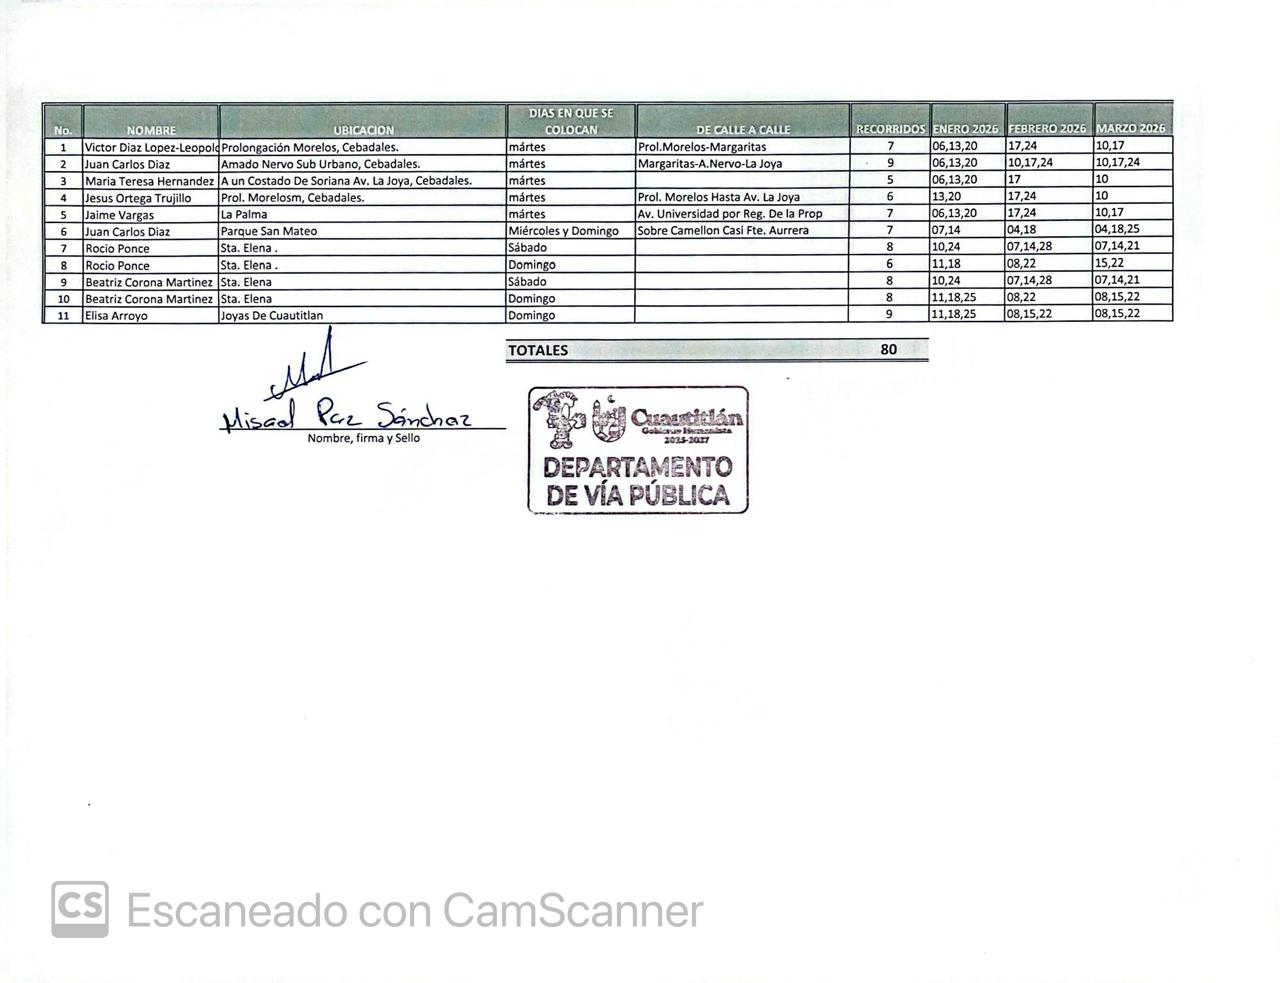 No. NOMBRE UBICACION DIAS EN QUE SE COLOCAN DE CALLE A CALLE RECORRIDOS ENERO 2026 FEBRERO 2026 MARZO 2026
1 Victor Diaz Lopez-Leopold Prolongación Morelos, Cebadales. mártes Prol.Morelos-Margaritas 7 06,13,20 17,24 10,17
2 Juan Carlos Diaz Amado Nervo Sub Urbano, Cebadales. mártes Margaritas-A.Nervo-La Joya 9 06,13,20 10,17,24 10,17,24
3 Maria Teresa Hernandez A un Costado De Soriana Av. La Joya, Cebadales. mártes 5 06,13,20 17 10
4 Jesus Ortega Trujillo Prol. Morelosm, Cebadales. mártes Prol. Morelos Hasta Av. La Joya 6 13,20 17,24 10
5 Jaime Vargas La Palma mártes Av. Universidad por Reg. De la Prop 7 06,13,20 17,24 10,17
6 Juan Carlos Diaz Parque San Mateo Miércoles y Domingo Sobre Camellon Casi Fte. Aurrera 7 07,14 04,18 04,18,25
7 Rocio Ponce Sta. Elena . Sábado 8 10,24 07,14,28 07,14,21
8 Rocio Ponce Sta. Elena . Domingo 6 11,18 08,22 15,22
9 Beatriz Corona Martinez Sta. Elena Sábado 8 10,24 07,14,28 07,14,21
10 Beatriz Corona Martinez Sta. Elena Domingo 8 11,18,25 08,22 08,15,22
11 Elisa Arroyo Joyas De Cuautitlan Domingo 9 11,18,25 08,15,22 08,15,22
TOTALES 80
Misael Paz Sánchez
Nombre, firma y Sello
Cuautitlán
Gobierno Humanista
2025-2027
DEPARTAMENTO
DE VÍA PÚBLICA
CS Escaneado con CamScanner